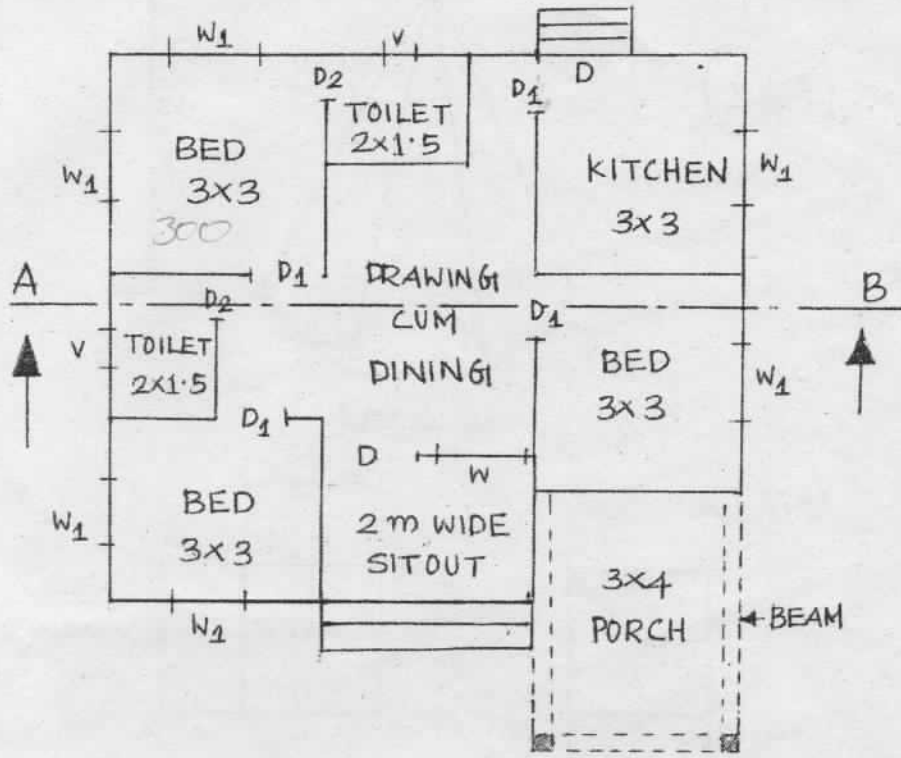 W1
V
D2
D
D1
TOILET
2X1·5
BED
3X3
300
W1
KITCHEN
3X3
W1
A
D1
DRAWING
CUM
DINING
D2
D1
B
V
TOILET
2X1·5
BED
3X3
W1
D1
D
W
BED
3X3
W1
2 m WIDE
SITOUT
3X4
PORCH
BEAM
W1